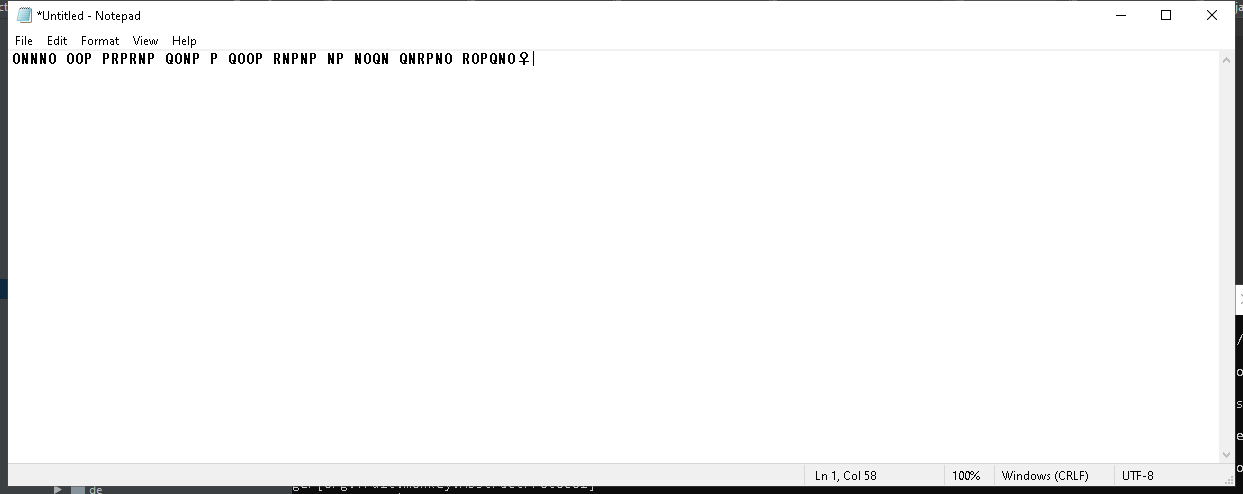 *Untitled - Notepad
File Edit Format View Help
ONNNO OOP PRPRNP QONP P QOOP RNPNP NP NOQN QNRPNO ROPQNO♀
Ln 1, Col 58 100% Windows (CRLF) UTF-8
de